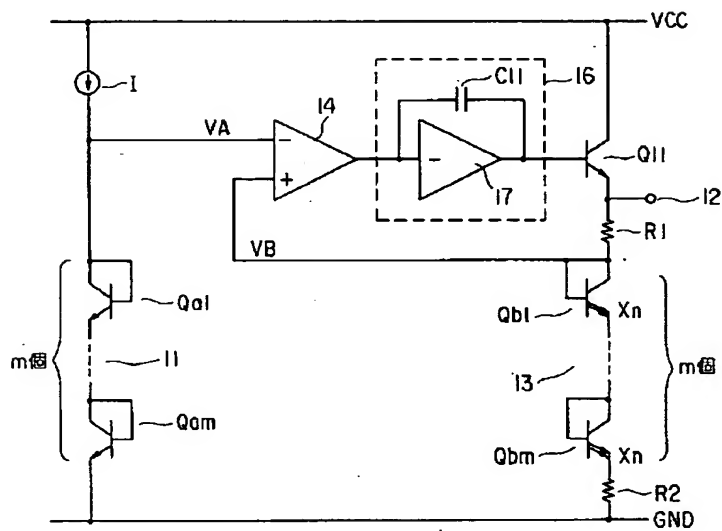 VCC
I
C11
16
14
VA
−
+
−
17
Q11
12
R1
VB
Qa1
Qb1
Xn
m個
11
13
m個
Qam
Qbm
Xn
R2
GND